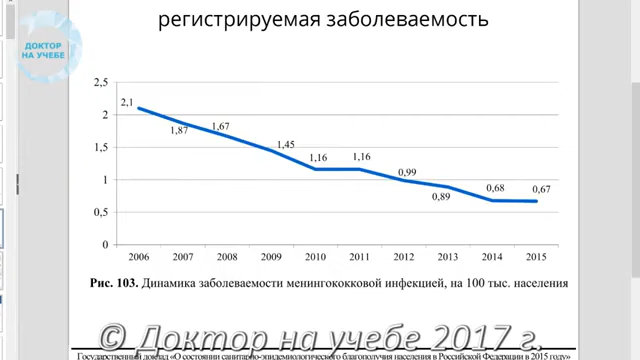 регистрируемая заболеваемость
ДОКТОР
НА УЧЕБЕ
2,5
2
1,5
1
0,5
0
2,1
1,87
1,67
1,45
1,16
1,16
0,99
0,89
0,68
0,67
2006 2007 2008 2009 2010 2011 2012 2013 2014 2015
Рис. 103. Динамика заболеваемости менингококковой инфекцией, на 100 тыс. населения
© Доктор на учебе 2017 г.
Государственный доклад «О состоянии санитарно-эпидемиологического благополучия населения в Российской Федерации в 2015 году»